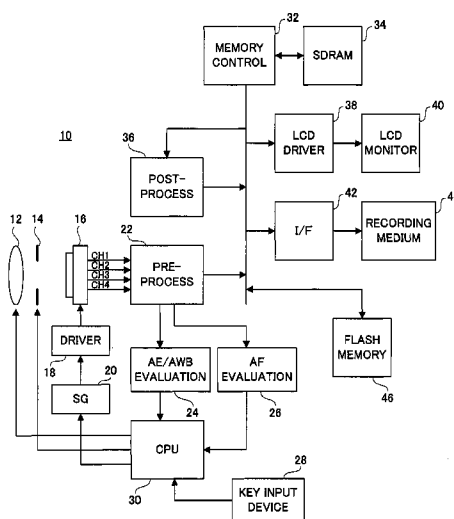 32
34
MEMORY
CONTROL
SDRAM
10
36
38
40
LCD
DRIVER
LCD
MONITOR
POST-
PROCESS
42
4
12
14
16
22
I/F
RECORDING
MEDIUM
CH1
CH2
CH3
CH4
PRE-
PROCESS
DRIVER
18
20
AE/AWB
EVALUATION
AF
EVALUATION
FLASH
MEMORY
SG
24
26
46
CPU
28
30
KEY INPUT
DEVICE